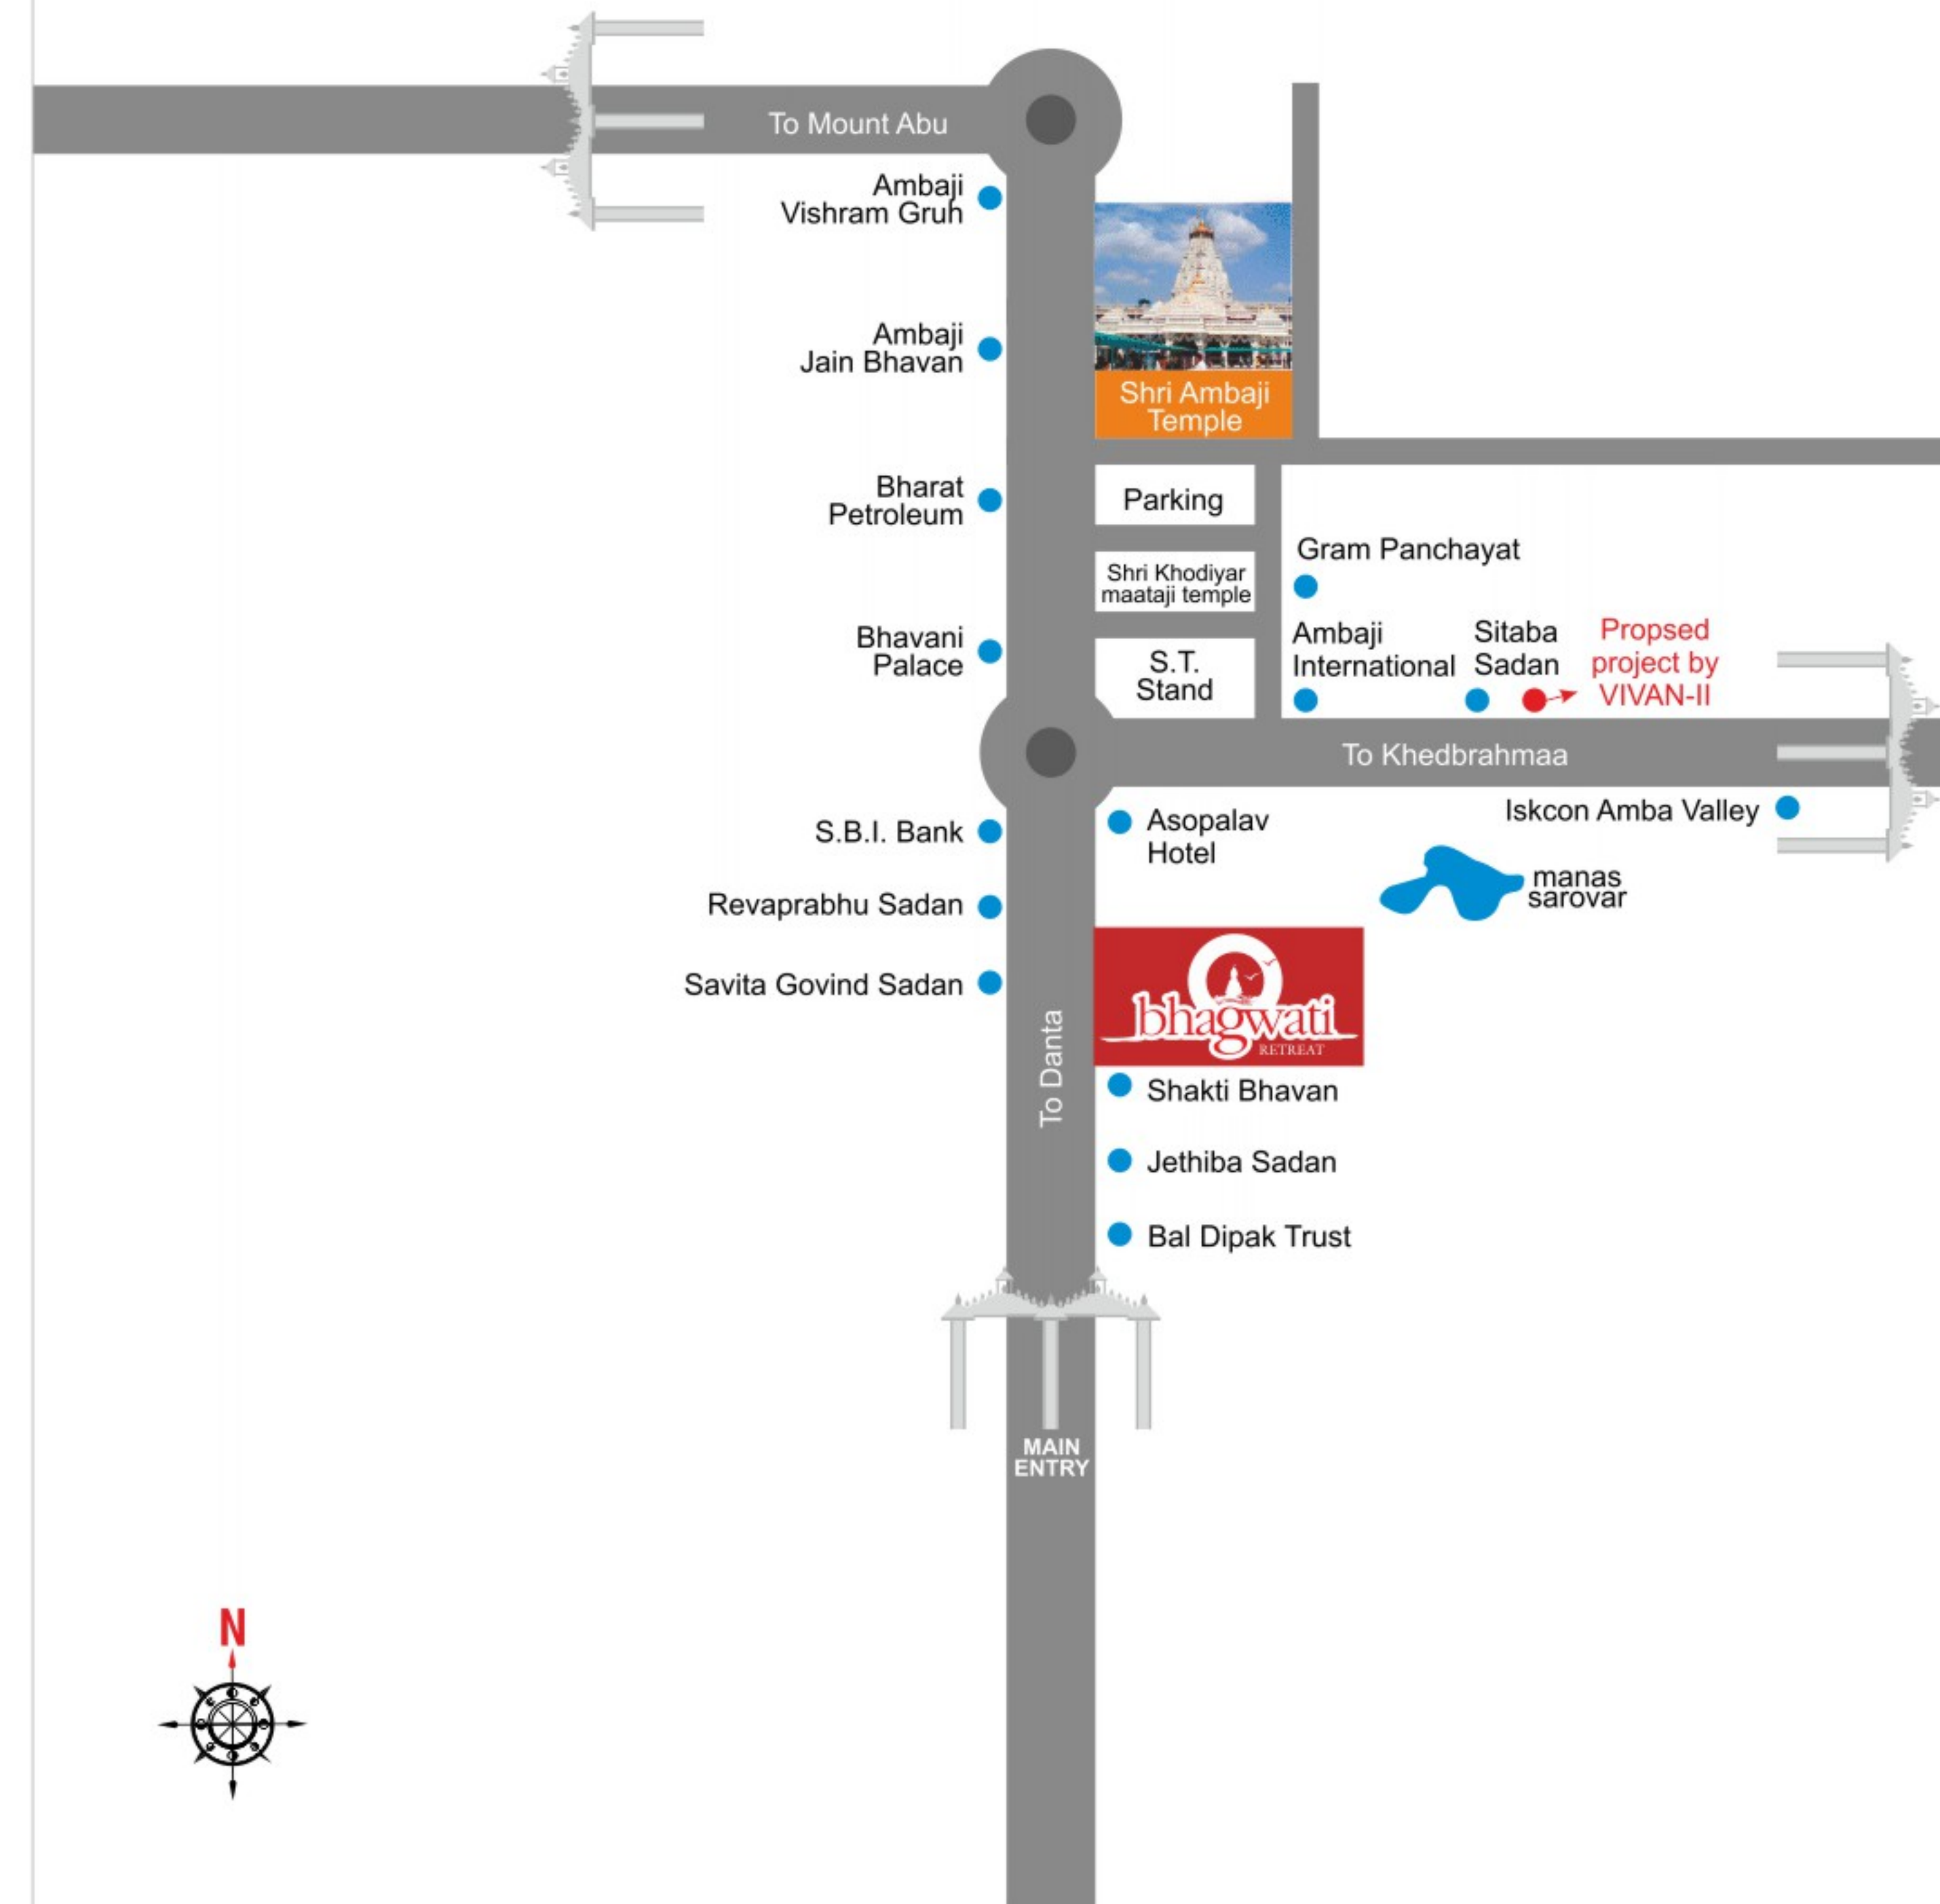 To Mount Abu
Ambaji
Vishram Gruh
Ambaji
Jain Bhavan
Shri Ambaji
Temple
Bharat
Petroleum
Parking
Gram Panchayat
Shri Khodiyar
maataji temple
Bhavani
Palace
S.T.
Stand
Ambaji
International
Sitaba
Sadan
Propsed
project by
VIVAN-II
To Khedbrahmaa
S.B.I. Bank
Asopalav
Hotel
Iskcon Amba Valley
manas
sarovar
Revaprabhu Sadan
Savita Govind Sadan
bhagwati
RETREAT
To Danta
Shakti Bhavan
Jethiba Sadan
Bal Dipak Trust
MAIN
ENTRY
N